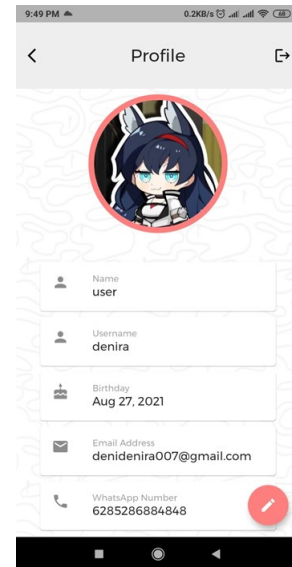 9:49 PM
0.2KB/s
68
Profile
Name
user
Username
denira
Birthday
Aug 27, 2021
Email Address
denidenira007@gmail.com
WhatsApp Number
6285286884848